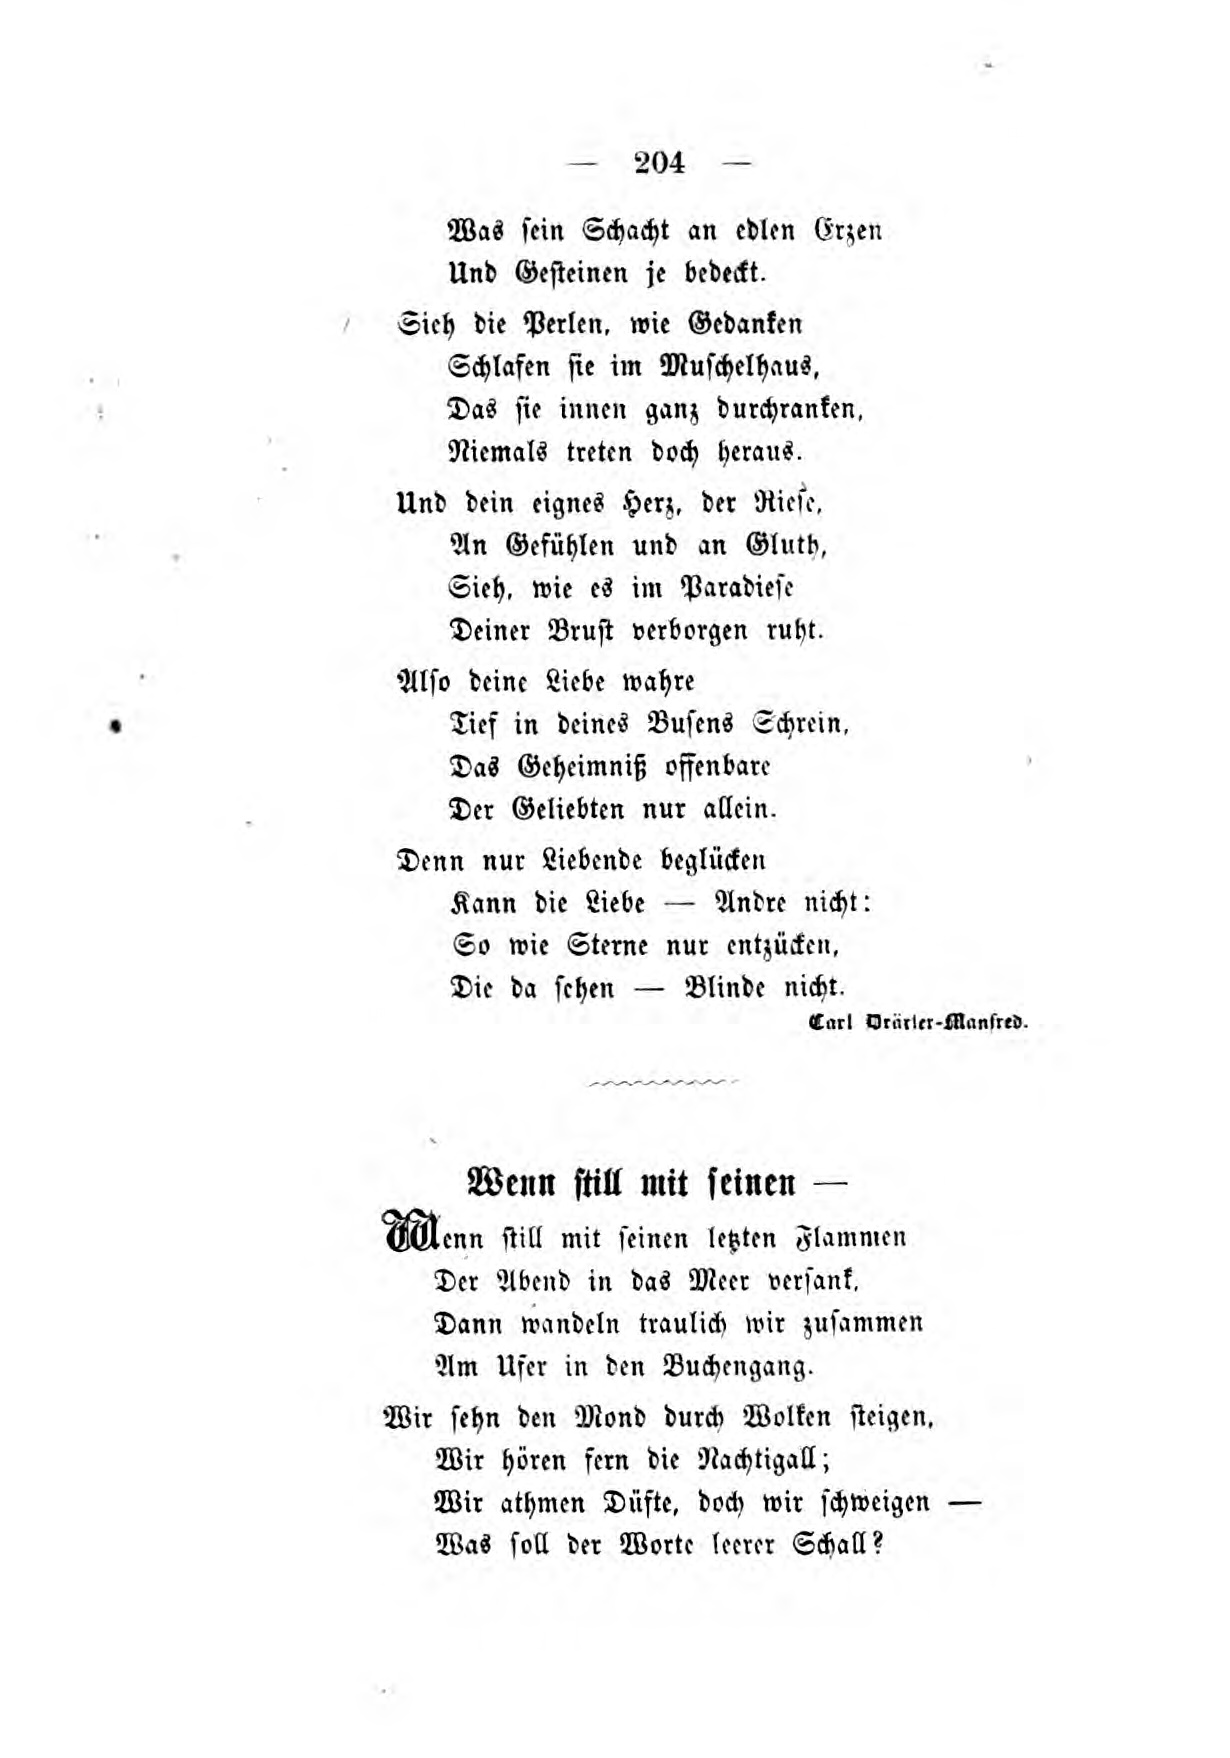 — 204 —
Was sein Schacht an edlen Erzen
Und Gesteinen je bedeckt.
Sieh die Perlen, wie Gedanken
Schlafen sie im Muschelhaus,
Das sie innen ganz durchranken,
Niemals treten doch heraus.
Und dein eignes Herz, der Riese,
An Gefühlen und an Gluth,
Sieh, wie es im Paradiese
Deiner Brust verborgen ruht.
Also deine Liebe wahre
Tief in deines Busens Schrein,
Das Geheimniß offenbare
Der Geliebten nur allein.
Denn nur Liebende beglücken
Kann die Liebe — Andre nicht:
So wie Sterne nur entzücken,
Die da sehen — Blinde nicht.
Carl Dräxler-Manfred.
Wenn still mit seinen —
Wenn still mit seinen letzten Flammen
Der Abend in das Meer versank,
Dann wandeln traulich wir zusammen
Am Ufer in den Buchengang.
Wir sehn den Mond durch Wolken steigen,
Wir hören fern die Nachtigall;
Wir athmen Düfte, doch wir schweigen —
Was soll der Worte leerer Schall?